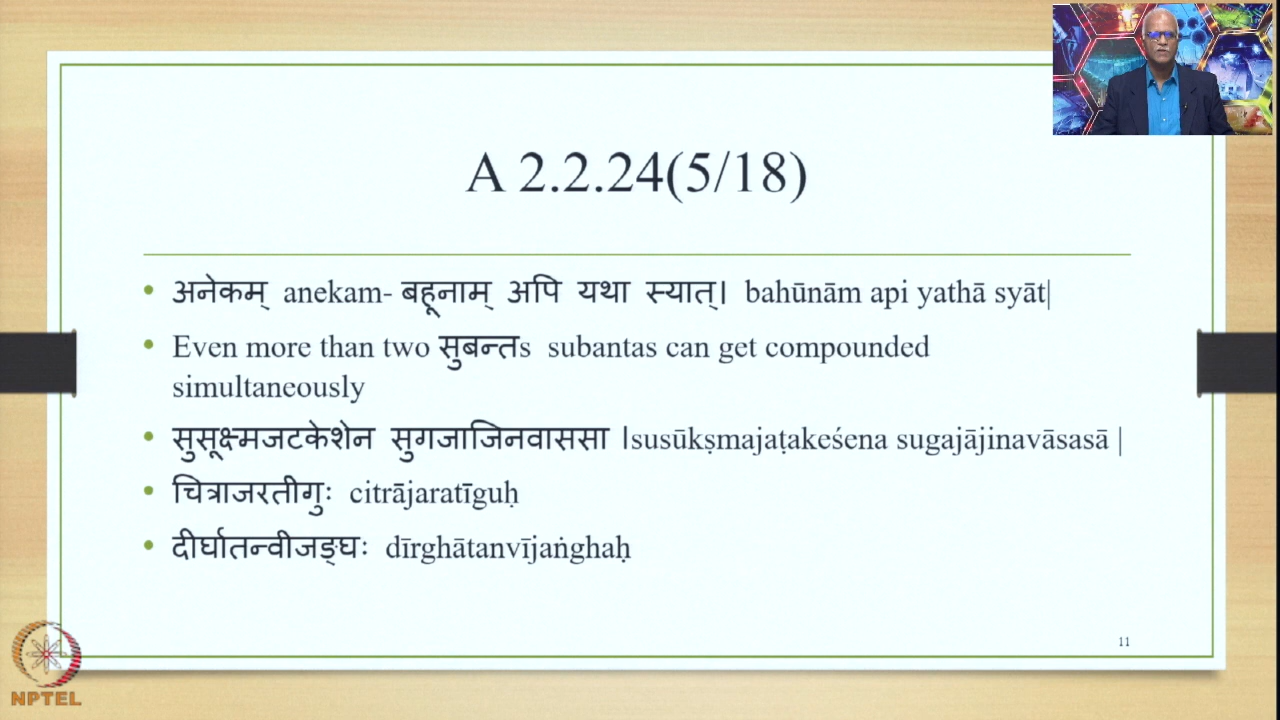 A 2.2.24(5/18)
• अनेकम् anekam- बहूनाम् अपि यथा स्यात्। bahūnām api yathā syāt|
• Even more than two सुबन्तs subantas can get compounded
simultaneously
• सुसूक्ष्मजटकेशेन सुगजाजिनवाससा ।susūkṣmajaṭakeśena sugajājinavāsasā |
• चित्राजरतीगुः citrājaratīguḥ
• दीर्घातन्वीजङ्घः dīrghātanvījaṅghaḥ
11
NPTEL